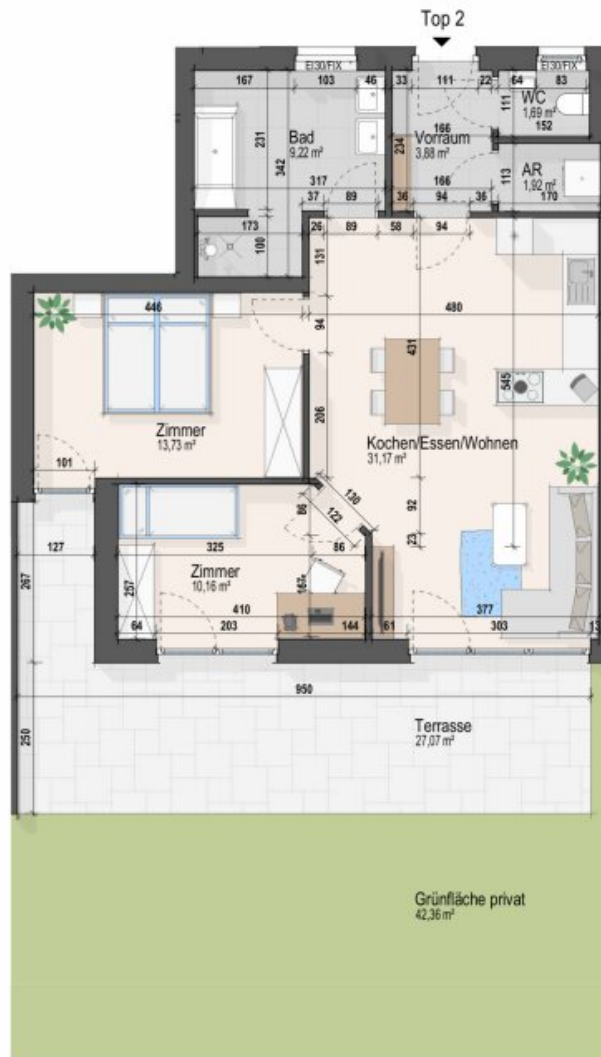 Top 2
EI30/FIX
EI30/FIX
167
103
46
33
111
22
64
83
WC
1,69 m²
111
152
231
342
Bad
9,22 m²
166
Vorraum
3,88 m²
234
AR
1,92 m²
113
317
166
170
37
89
36
94
36
173
26
89
58
94
100
131
446
480
94
431
545
206
Zimmer
13,73 m²
Kochen/Essen/Wohnen
31,17 m²
101
130
122
86
92
127
325
86
23
267
257
Zimmer
10,16 m²
167
410
377
64
203
144
61
303
13
950
250
Terrasse
27,07 m²
Grünfläche privat
42,36 m²